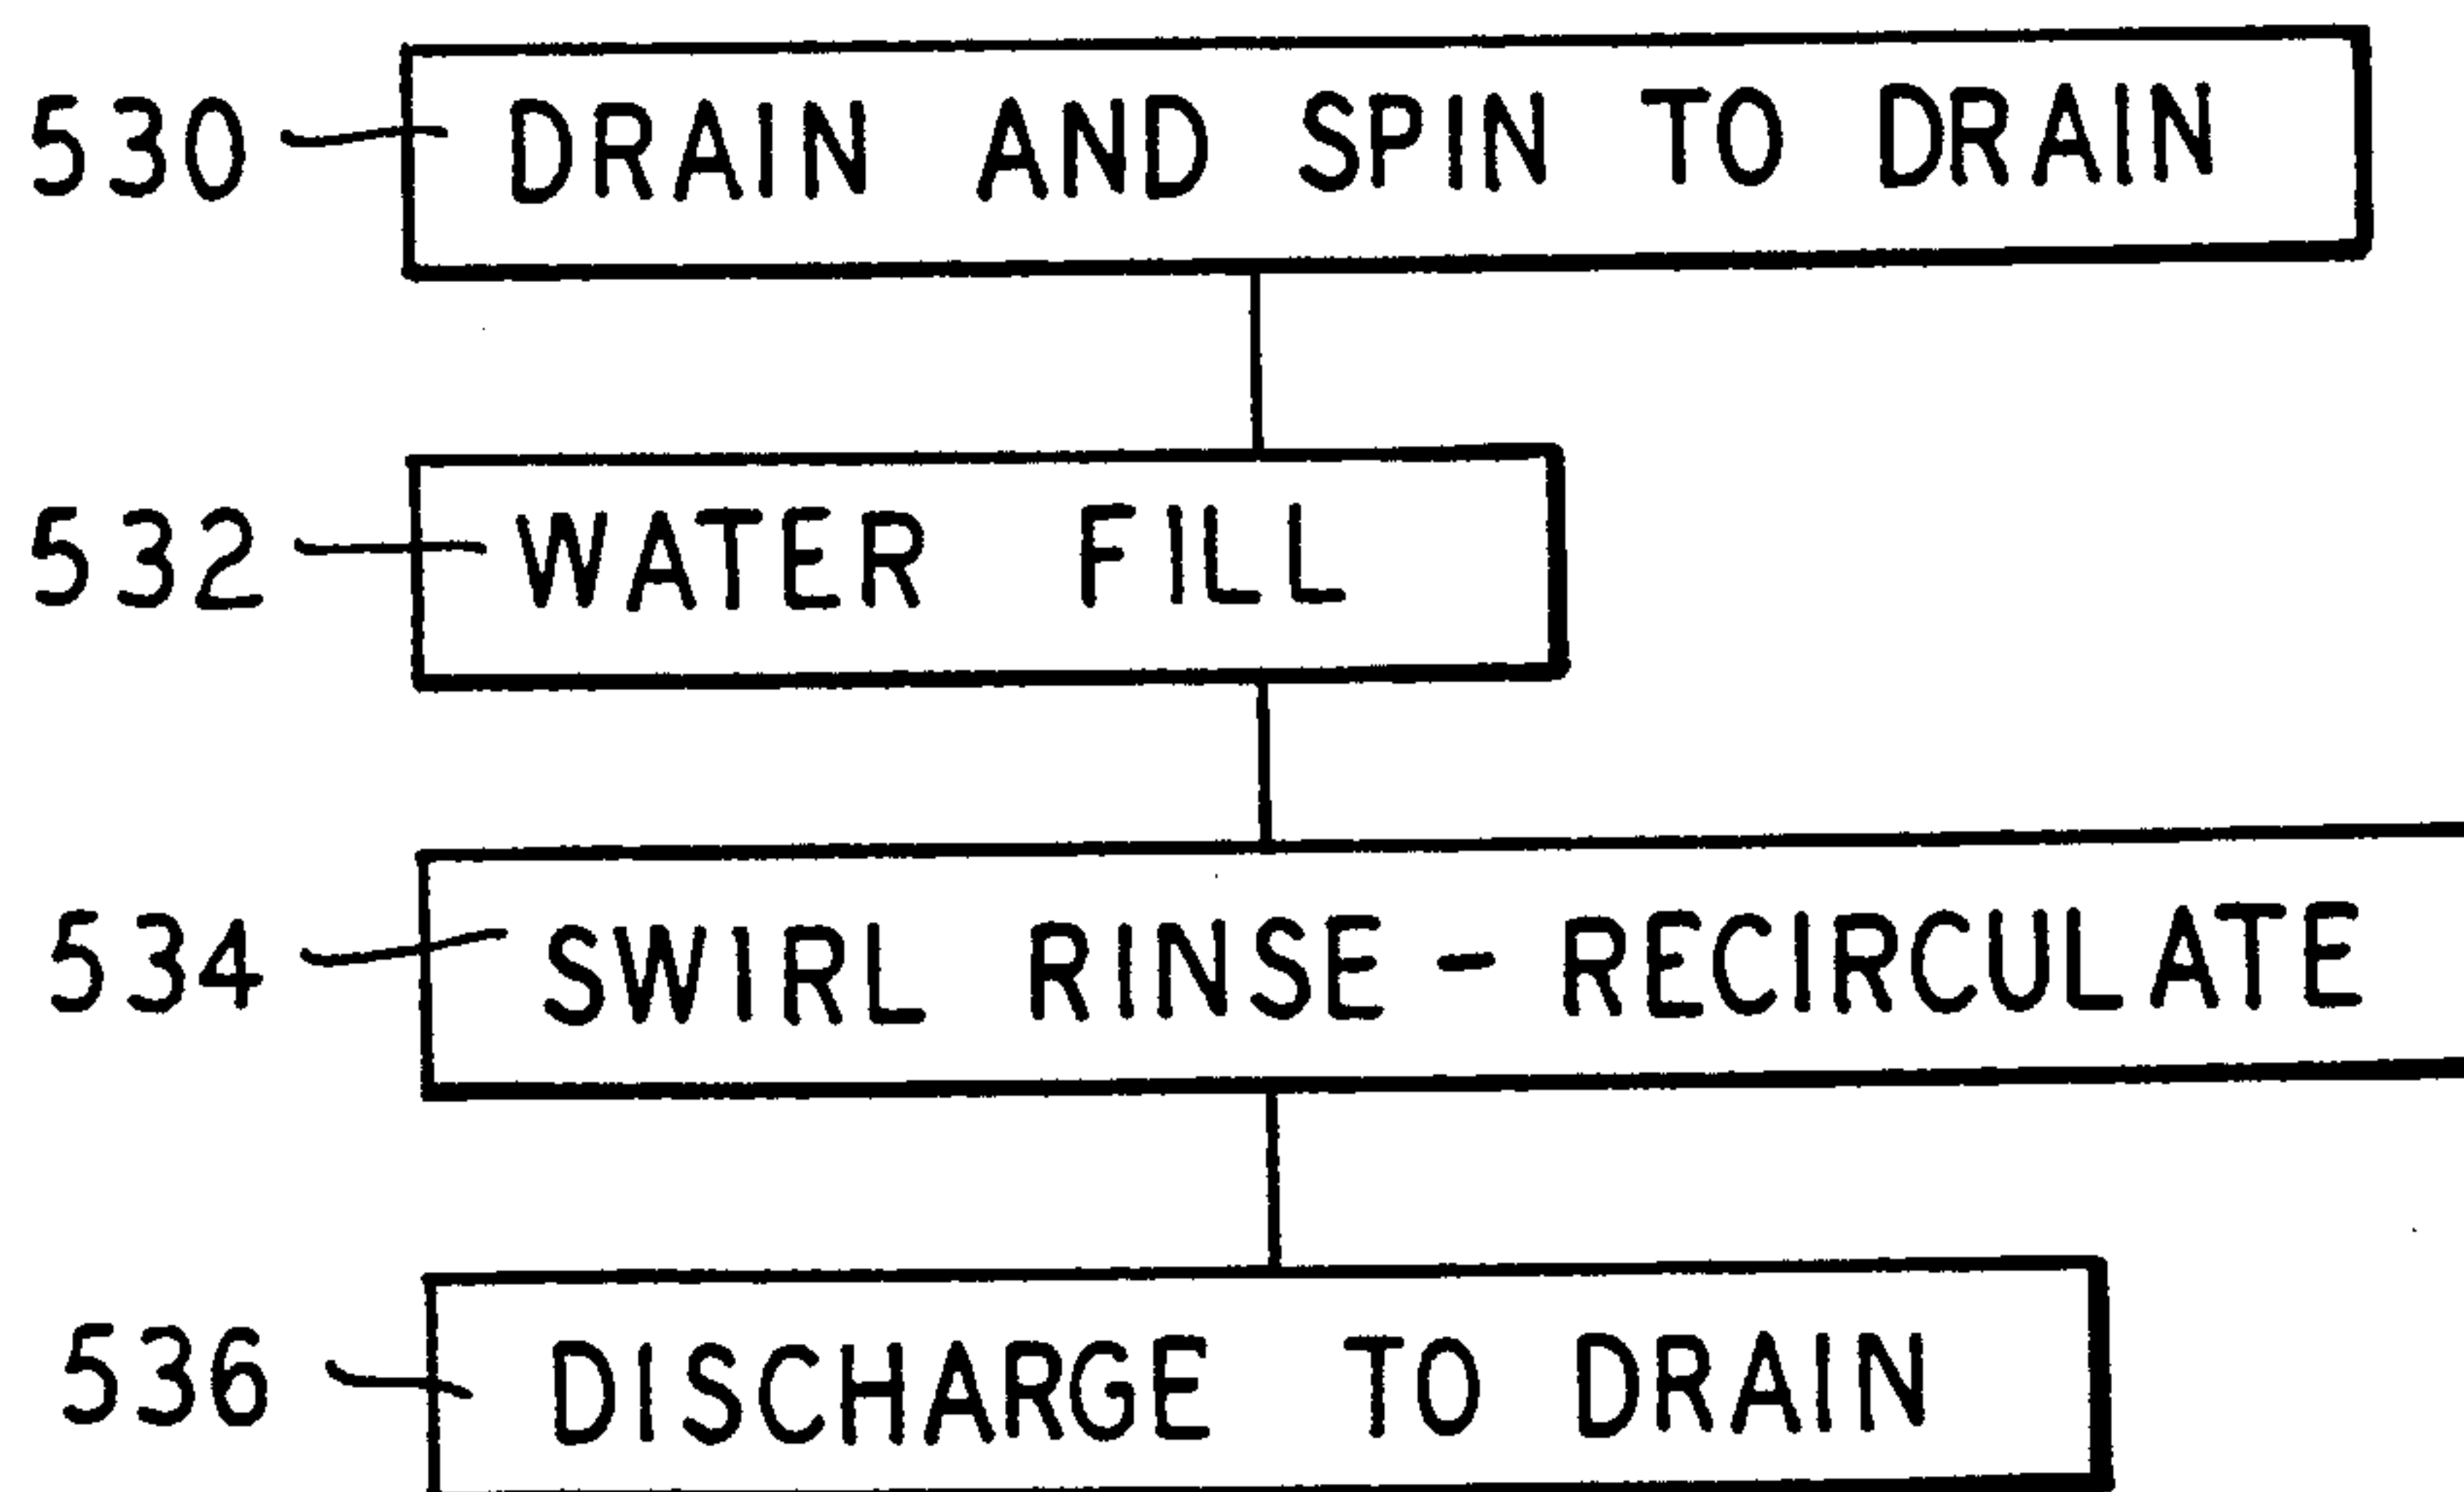 530 DRAIN AND SPIN TO DRAIN
532 WATER FILL
534 SWIRL RINSE - RECIRCULATE
536 DISCHARGE TO DRAIN